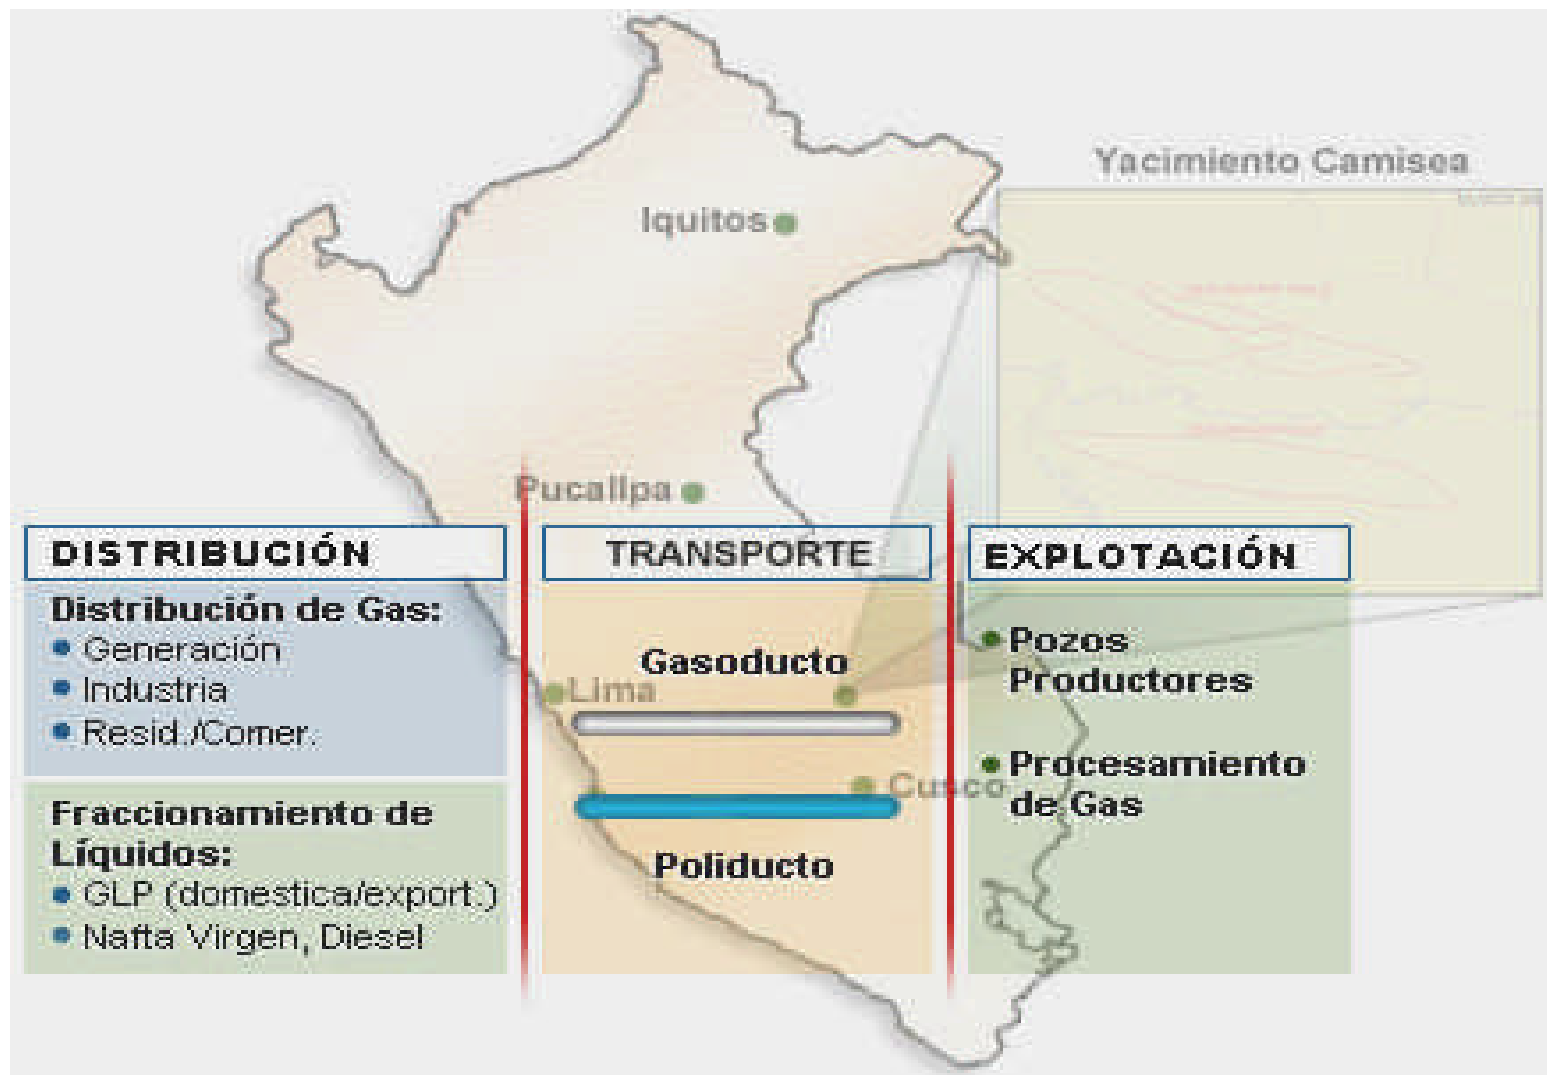 Yacimiento Camisea
Iquitos
Pucallpa
DISTRIBUCIÓN
Distribución de Gas:
Generación
Industria
Resid./Comer.
Fraccionamiento de
Líquidos:
GLP (domestica/export.)
Nafta Virgen, Diesel
TRANSPORTE
Gasoducto
Lima
Cusco
Poliducto
EXPLOTACIÓN
Pozos
Productores
Procesamiento
de Gas